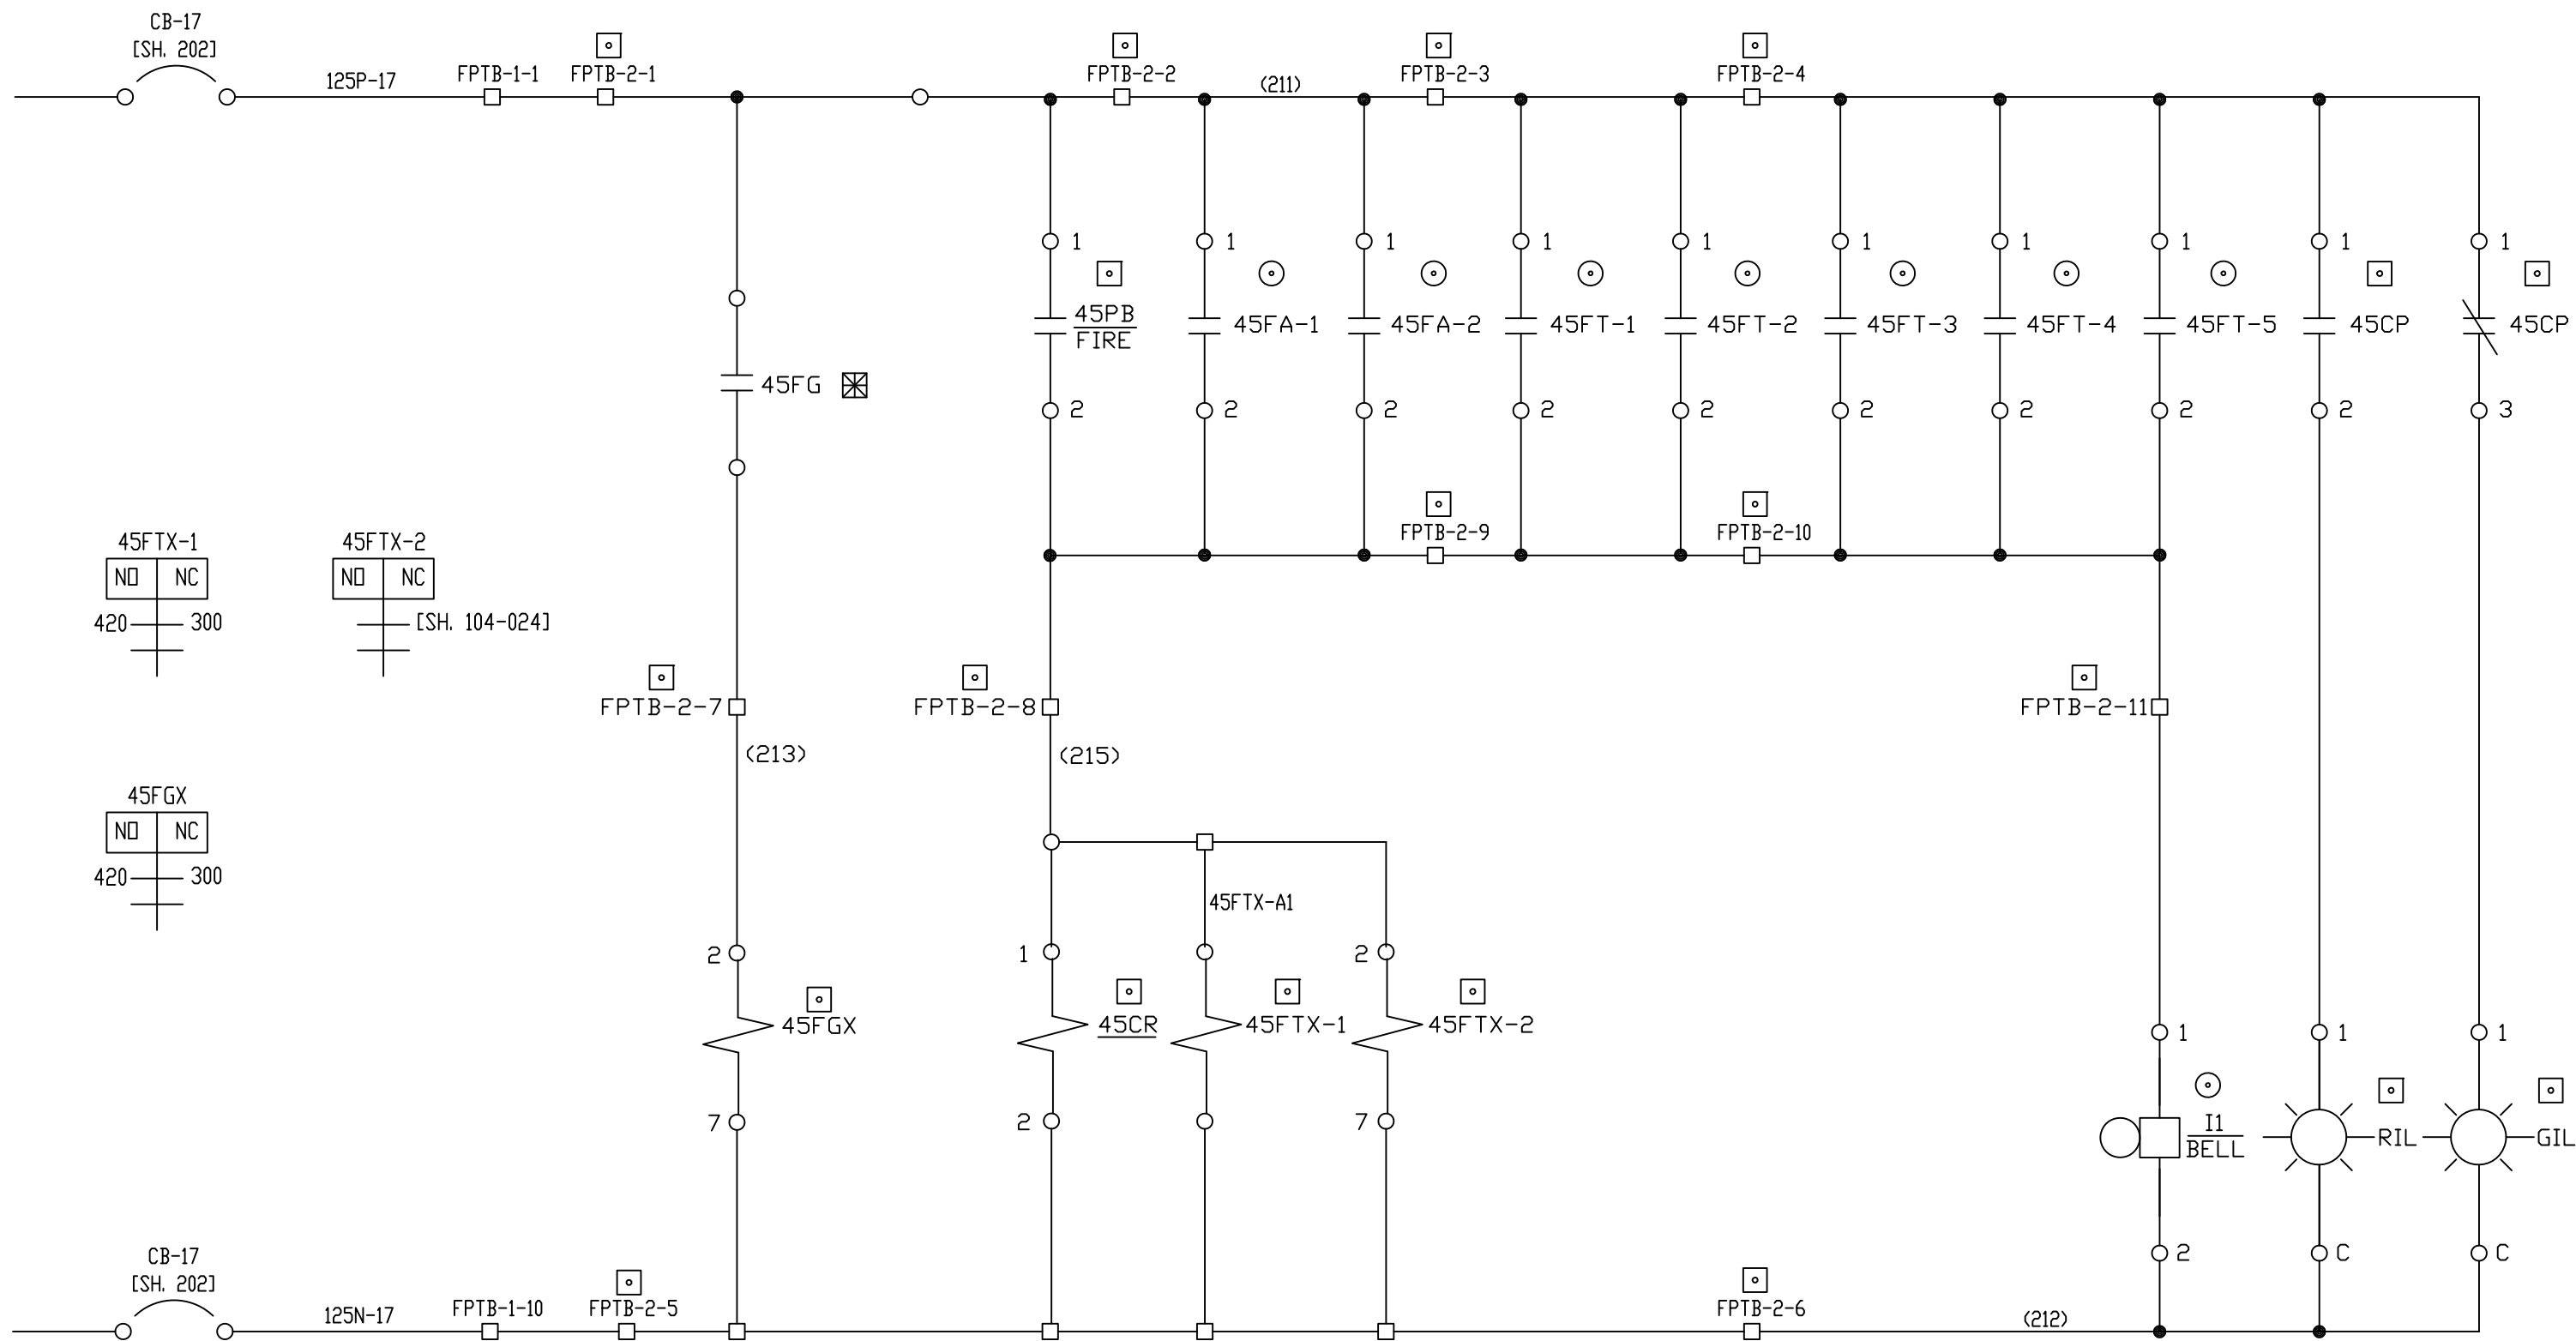 CB-17
[SH. 202]
125P-17
FPTB-1-1
FPTB-2-1
FPTB-2-2
(211)
FPTB-2-3
FPTB-2-4
1
1
1
1
1
1
1
1
1
1
45PB
FIRE
45FA-1
45FA-2
45FT-1
45FT-2
45FT-3
45FT-4
45FT-5
45CP
45CP
45FG
2
2
2
2
2
2
2
2
2
3
FPTB-2-9
FPTB-2-10
45FTX-1
NO NC
420 300
45FTX-2
NO NC
[SH. 104-024]
FPTB-2-7
FPTB-2-8
FPTB-2-11
(213)
(215)
45FGX
NO NC
420 300
45FTX-A1
2
1
2
45FGX
45CR
45FTX-1
45FTX-2
1
1
1
7
2
7
I1
BELL
RIL
GIL
2
C
C
CB-17
[SH. 202]
125N-17
FPTB-1-10
FPTB-2-5
FPTB-2-6
(212)